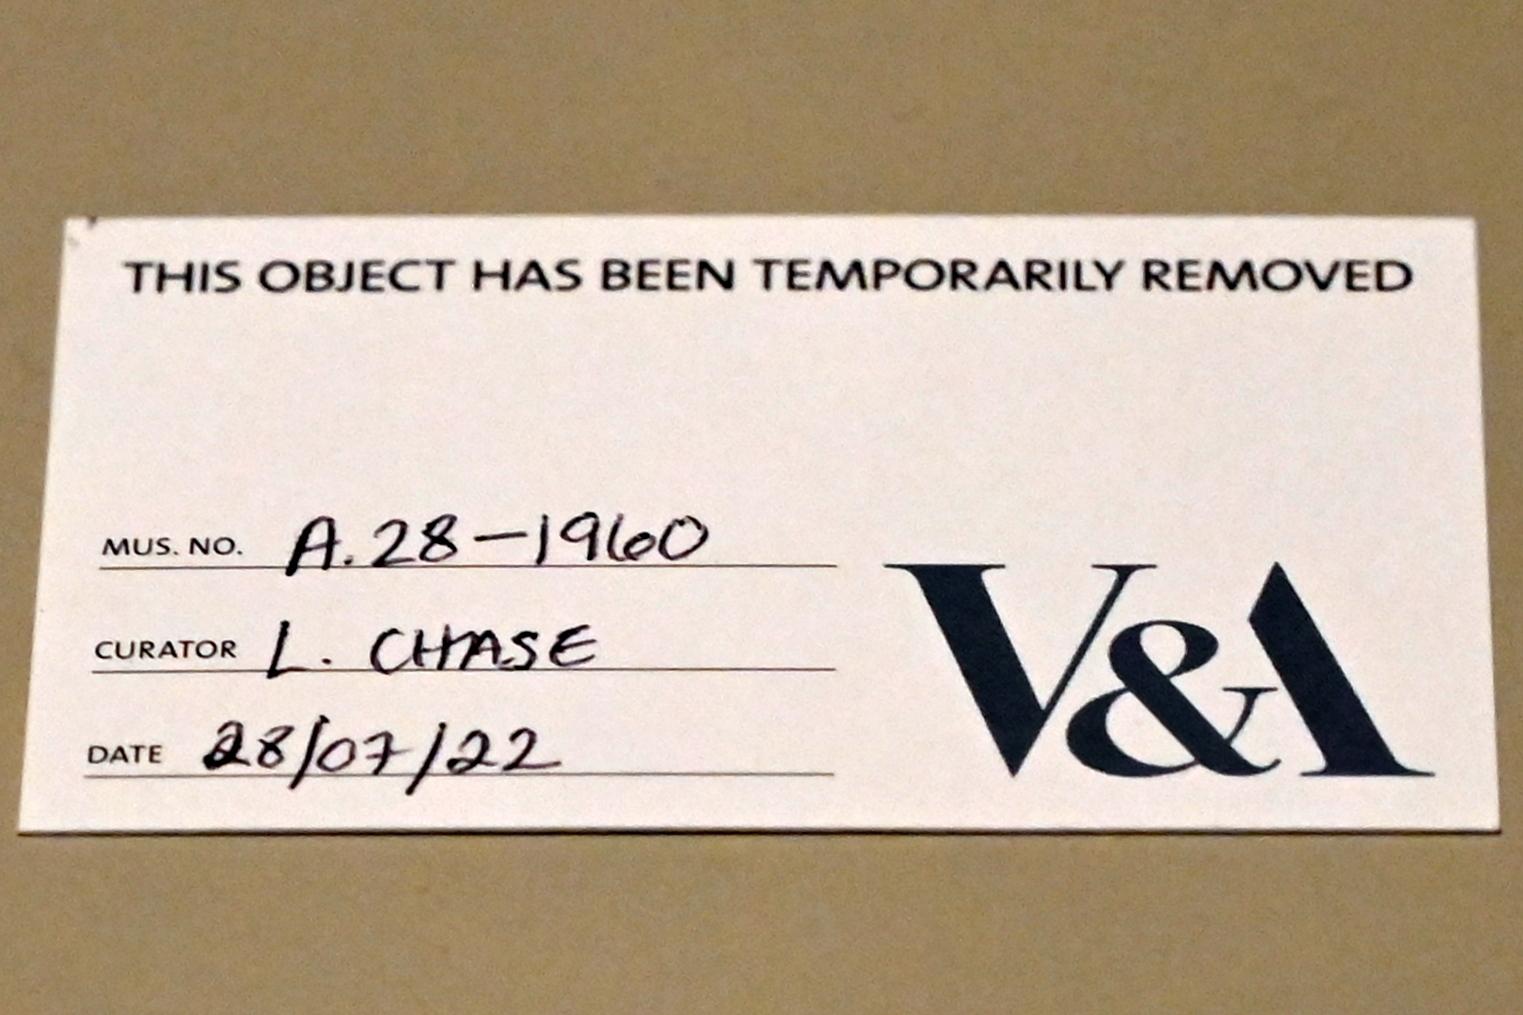 THIS OBJECT HAS BEEN TEMPORARILY REMOVED
MUS. NO. A.28-1960
CURATOR L. CHASE
DATE 28/07/22
V&A